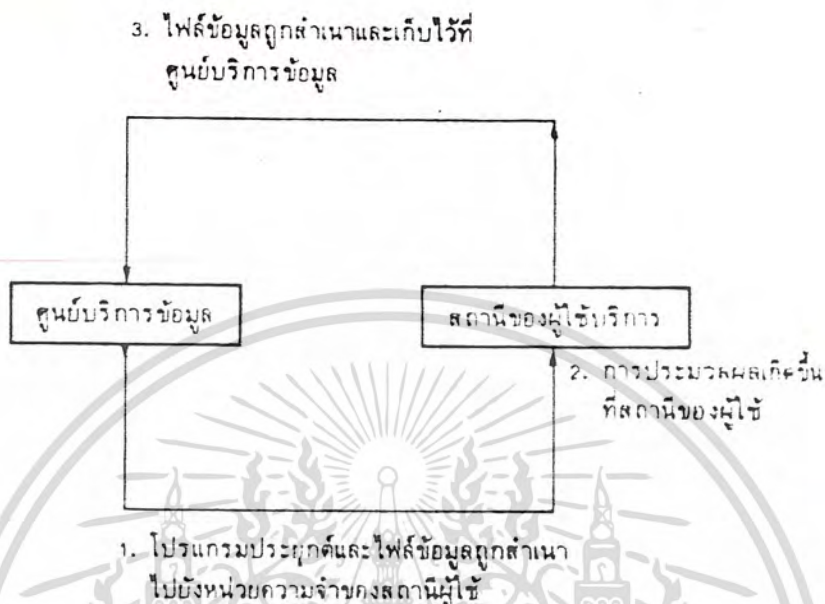 3. ไฟล์ข้อมูลถูกสำเนาและเก็บไว้ที่
ศูนย์บริการข้อมูล
ศูนย์บริการข้อมูล
สถานีของผู้ใช้บริการ
2. การประมวลผลเกิดขึ้น
ที่สถานีของผู้ใช้
1. โปรแกรมประยุกต์และไฟล์ข้อมูลถูกสำเนา
ไปยังหน่วยความจำของสถานีผู้ใช้